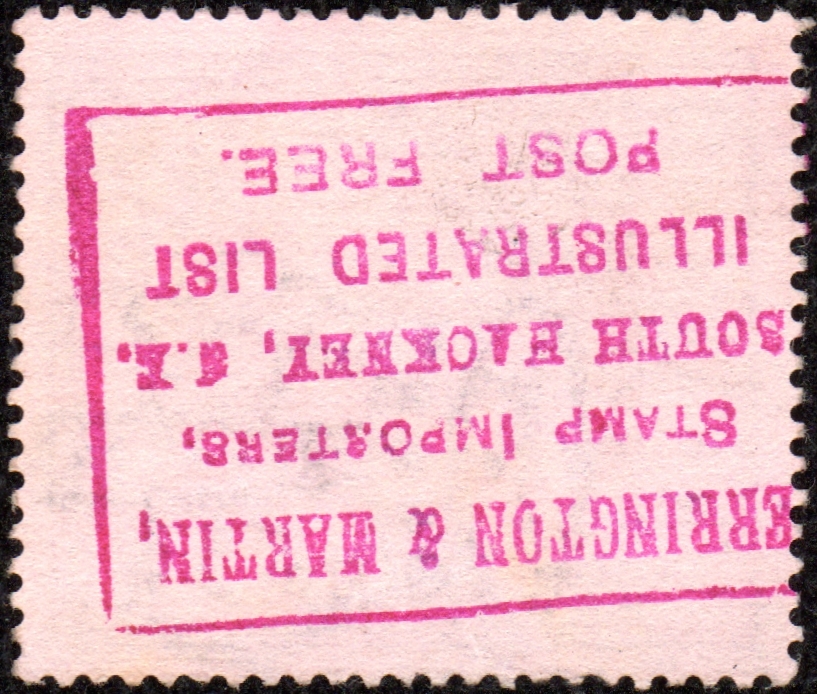 ERRINGTON & MARTIN,
STAMP IMPORTERS,
SOUTH HACKNEY, N.E.
ILLUSTRATED LIST
POST FREE.